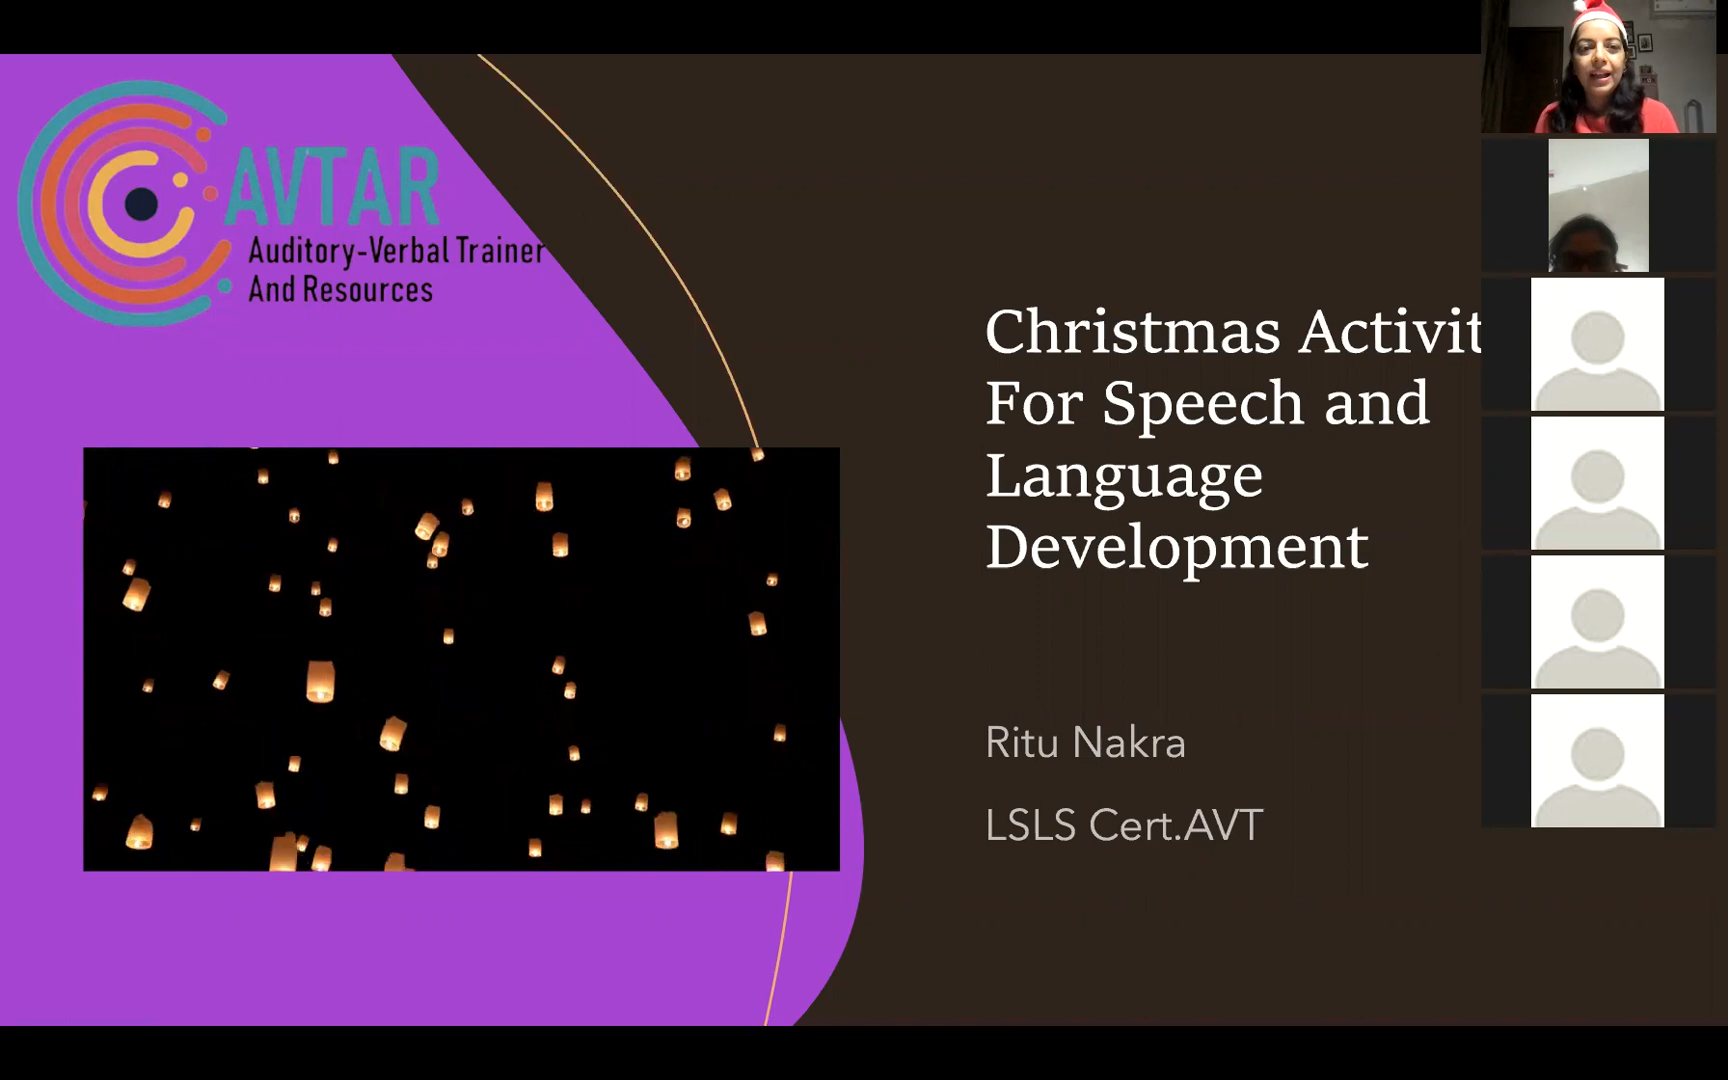 AVTAR
Auditory-Verbal Trainer
And Resources
Christmas Activit
For Speech and
Language
Development
Ritu Nakra
LSLS Cert.AVT